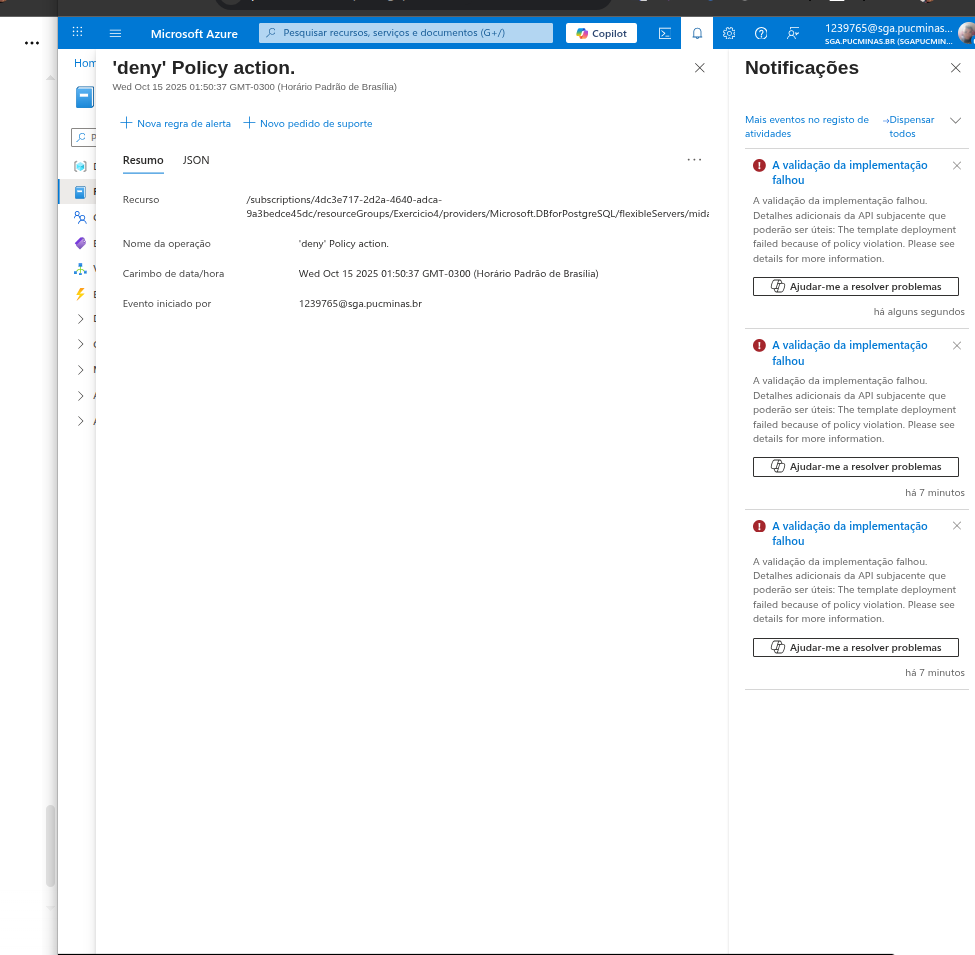 Microsoft Azure
Pesquisar recursos, serviços e documentos (G+/)
Copilot
1239765@sga.pucminas...
SGA.PUCMINAS.BR (SGAPUCMIN...
'deny' Policy action.
Wed Oct 15 2025 01:50:37 GMT-0300 (Horário Padrão de Brasília)
Nova regra de alerta
Novo pedido de suporte
Resumo
JSON
Recurso
/subscriptions/4dc3e717-2d2a-4640-adca-
9a3bedce45dc/resourceGroups/Exercicio4/providers/Microsoft.DBforPostgreSQL/flexibleServers/mida
Nome da operação
'deny' Policy action.
Carimbo de data/hora
Wed Oct 15 2025 01:50:37 GMT-0300 (Horário Padrão de Brasília)
Evento iniciado por
1239765@sga.pucminas.br
Notificações
Mais eventos no registo de
atividades
→Dispensar
todos
A validação da implementação
falhou
A validação da implementação falhou.
Detalhes adicionais da API subjacente que
poderão ser úteis: The template deployment
failed because of policy violation. Please see
details for more information.
Ajudar-me a resolver problemas
há alguns segundos
A validação da implementação
falhou
A validação da implementação falhou.
Detalhes adicionais da API subjacente que
poderão ser úteis: The template deployment
failed because of policy violation. Please see
details for more information.
Ajudar-me a resolver problemas
há 7 minutos
A validação da implementação
falhou
A validação da implementação falhou.
Detalhes adicionais da API subjacente que
poderão ser úteis: The template deployment
failed because of policy violation. Please see
details for more information.
Ajudar-me a resolver problemas
há 7 minutos